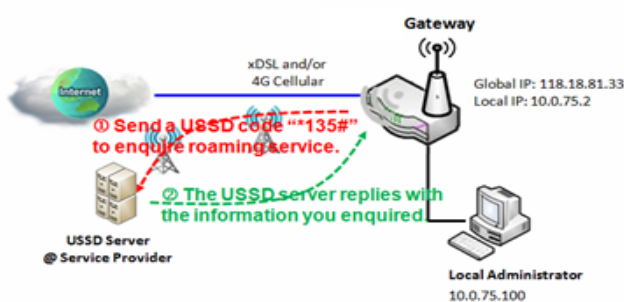 Gateway
xDSL and/or
4G Cellular
Internet
Global IP: 118.18.81.33
Local IP: 10.0.75.2
① Send a USSD code “*135#”
to enquire roaming service.
② The USSD server replies with
the information you enquired.
USSD Server
@ Service Provider
Local Administrator
10.0.75.100